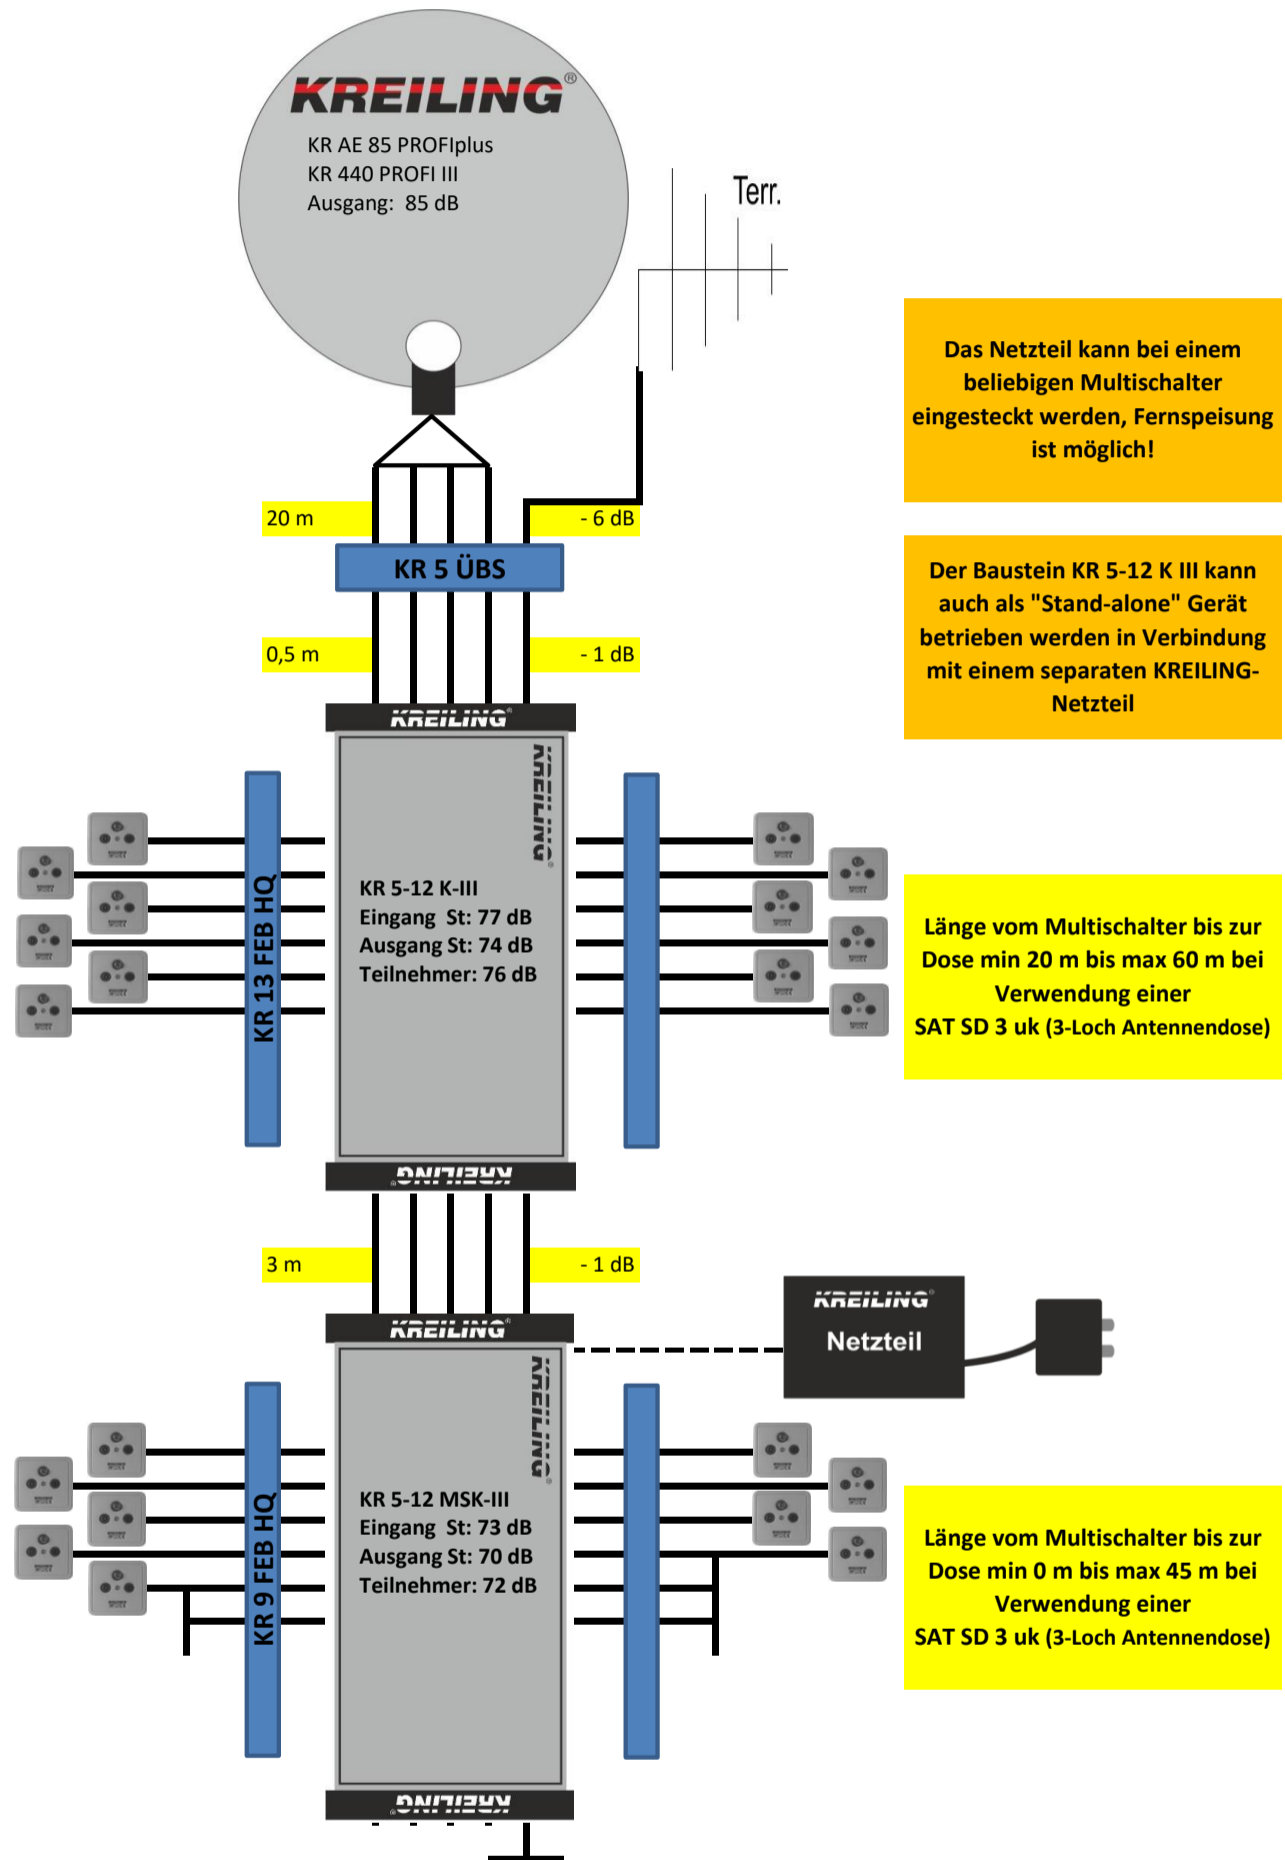 KREILING®
KR AE 85 PROFIplus
KR 440 PROFI III
Ausgang: 85 dB
Terr.
Das Netzteil kann bei einem
beliebigen Multischalter
eingesteckt werden, Fernspeisung
ist möglich!
20 m
- 6 dB
KR 5 ÜBS
Der Baustein KR 5-12 K III kann
auch als "Stand-alone" Gerät
betrieben werden in Verbindung
mit einem separaten KREILING-
Netzteil
0,5 m
- 1 dB
KREILING®
KREILING®
KR 13 FEB HQ
KR 5-12 K-III
Eingang St: 77 dB
Ausgang St: 74 dB
Teilnehmer: 76 dB
Länge vom Multischalter bis zur
Dose min 20 m bis max 60 m bei
Verwendung einer
SAT SD 3 uk (3-Loch Antennendose)
KREILING®
3 m
- 1 dB
KREILING®
Netzteil
KREILING®
KREILING®
KR 9 FEB HQ
KR 5-12 MSK-III
Eingang St: 73 dB
Ausgang St: 70 dB
Teilnehmer: 72 dB
Länge vom Multischalter bis zur
Dose min 0 m bis max 45 m bei
Verwendung einer
SAT SD 3 uk (3-Loch Antennendose)
KREILING®